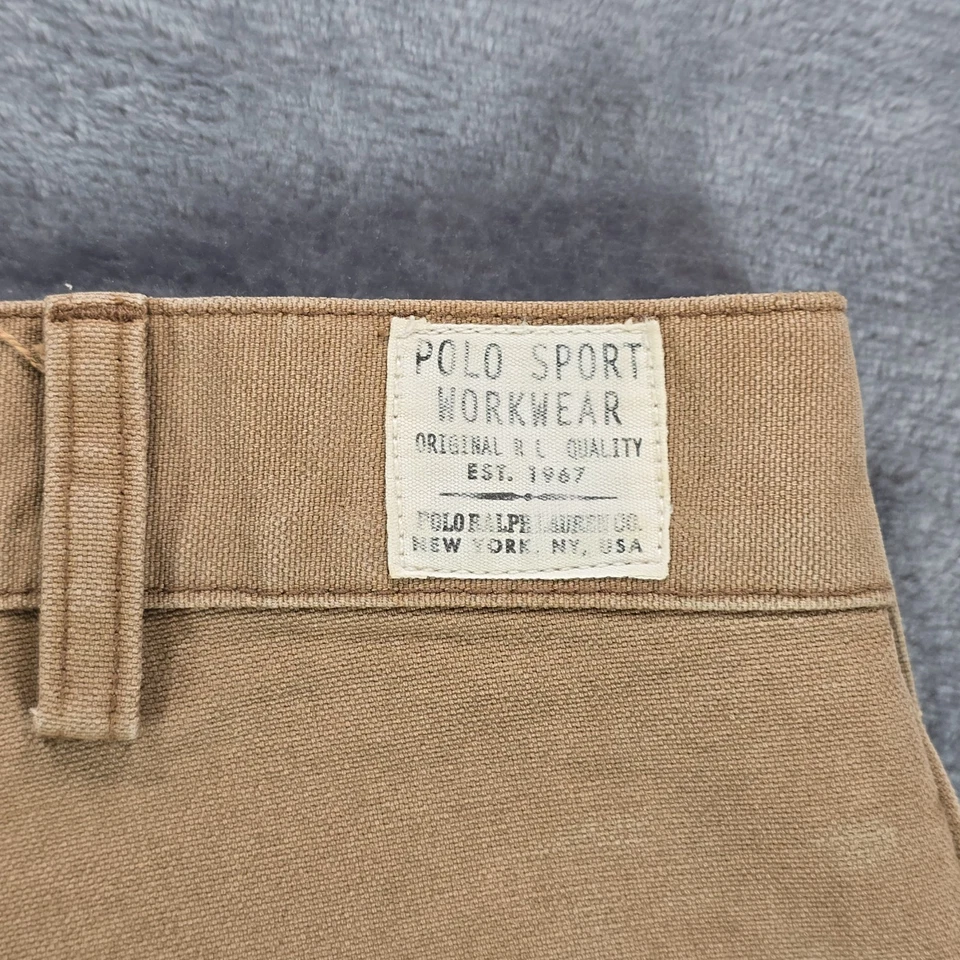 POLO SPORT
WORKWEAR
ORIGINAL R L QUALITY
EST. 1967
POLO RALPH LAUREN CO.
NEW YORK, NY, USA